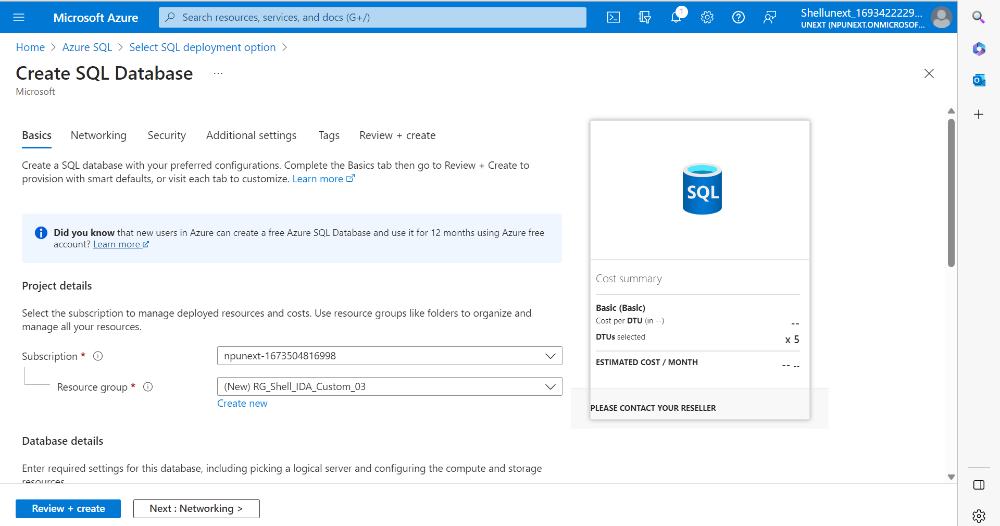 Microsoft Azure
Search resources, services, and docs (G+/)
1
Shellunext_1693422229...
UNEXT (NPUNEXT.ONMICROSOF...
Home > Azure SQL > Select SQL deployment option >
Create SQL Database ...
Microsoft
Basics Networking Security Additional settings Tags Review + create
Create a SQL database with your preferred configurations. Complete the Basics tab then go to Review + Create to
provision with smart defaults, or visit each tab to customize. Learn more
Did you know that new users in Azure can create a free Azure SQL Database and use it for 12 months using Azure free
account? Learn more
Project details
Select the subscription to manage deployed resources and costs. Use resource groups like folders to organize and
manage all your resources.
Subscription *
npunext-1673504816998
Resource group *
(New) RG_Shell_IDA_Custom_03
Create new
Database details
Enter required settings for this database, including picking a logical server and configuring the compute and storage
resources
SQL
Cost summary
Basic (Basic)
Cost per DTU (in --)
--
DTUs selected
x 5
ESTIMATED COST / MONTH
-- --
PLEASE CONTACT YOUR RESELLER
Review + create
Next : Networking >